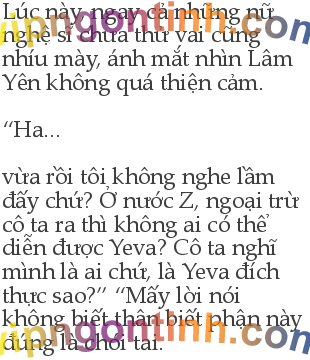 Lúc này, ngay cả những nữ
nghệ sĩ chưa thử vai cũng
nhíu mày, ánh mắt nhìn Lâm
Yên không quá thiện cảm.
“Ha...
vừa rồi tôi không nghe lầm
đấy chứ? Ở nước Z, ngoại trừ
cô ta ra thì không ai có thể
diễn được Yeva? Cô ta nghĩ
mình là ai chứ, là Yeva đích
thực sao?” “Mấy lời nói
không biết thân biết phận này
đúng là chói tai.
vipngontinh.com
vipngontinh.com